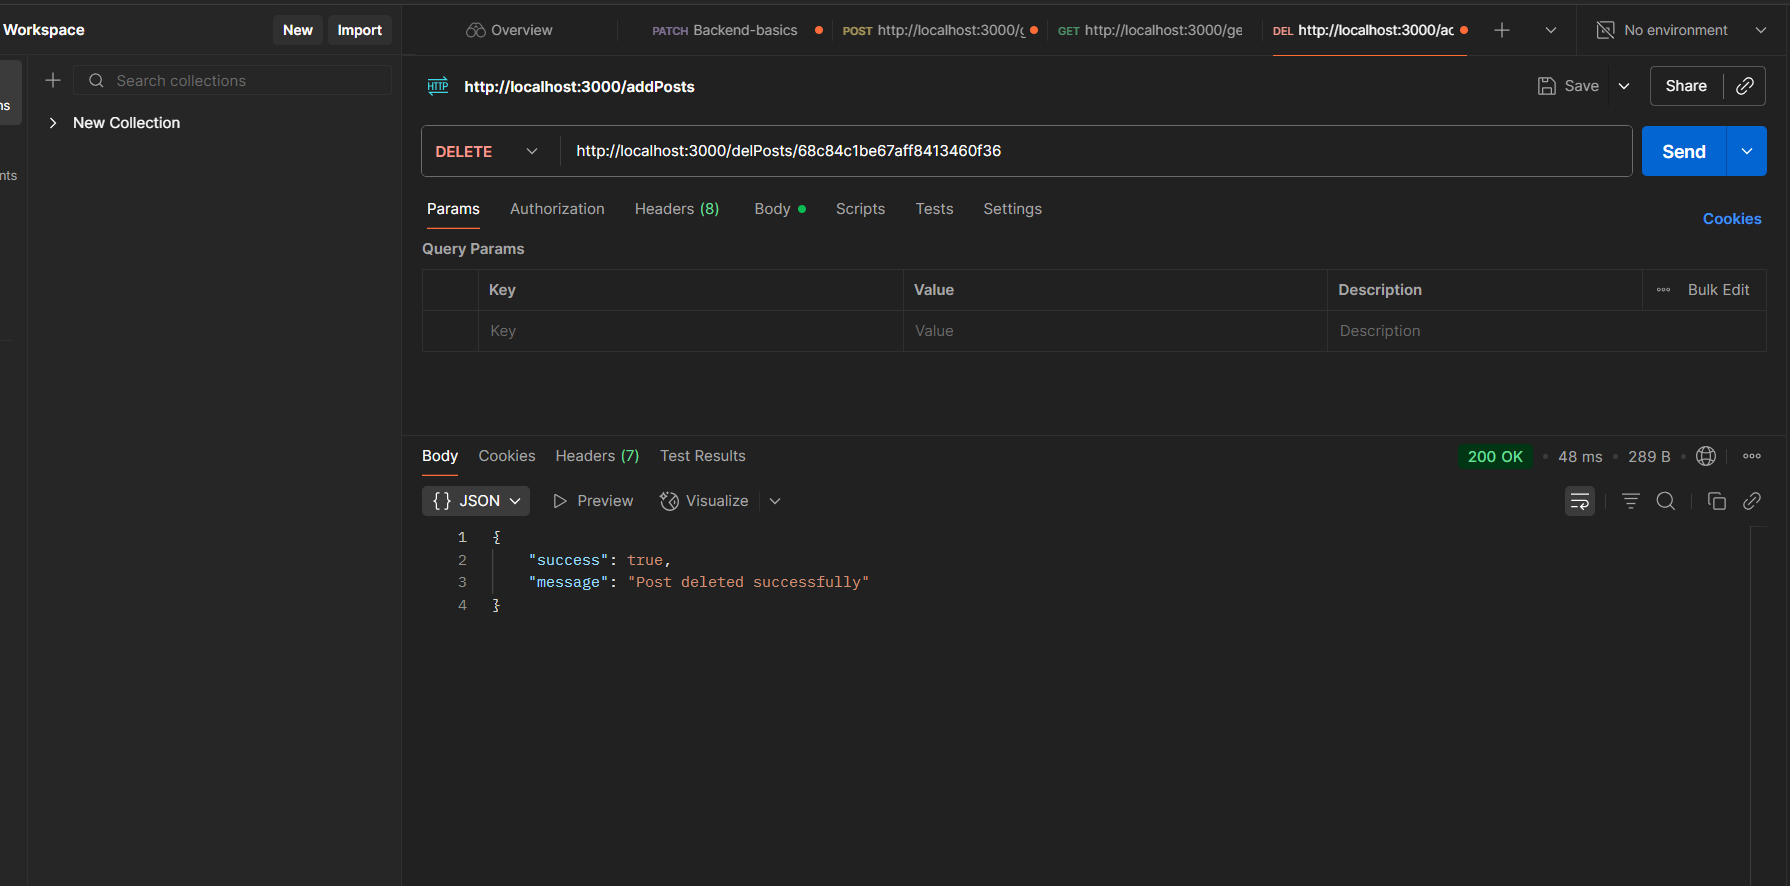 Workspace
New
Import
Overview
PATCH Backend-basics
POST http://localhost:3000/g
GET http://localhost:3000/ge
DEL http://localhost:3000/ac
No environment
Search collections
ns
New Collection
nts
HTTP http://localhost:3000/addPosts
Save
Share
DELETE
http://localhost:3000/delPosts/68c84c1be67aff8413460f36
Send
Params
Authorization
Headers (8)
Body
Scripts
Tests
Settings
Cookies
Query Params
Key
Value
Description
Bulk Edit
Key
Value
Description
Body
Cookies
Headers (7)
Test Results
200 OK
48 ms
289 B
{} JSON
Preview
Visualize
1 {
2 "success": true,
3 "message": "Post deleted successfully"
4 }